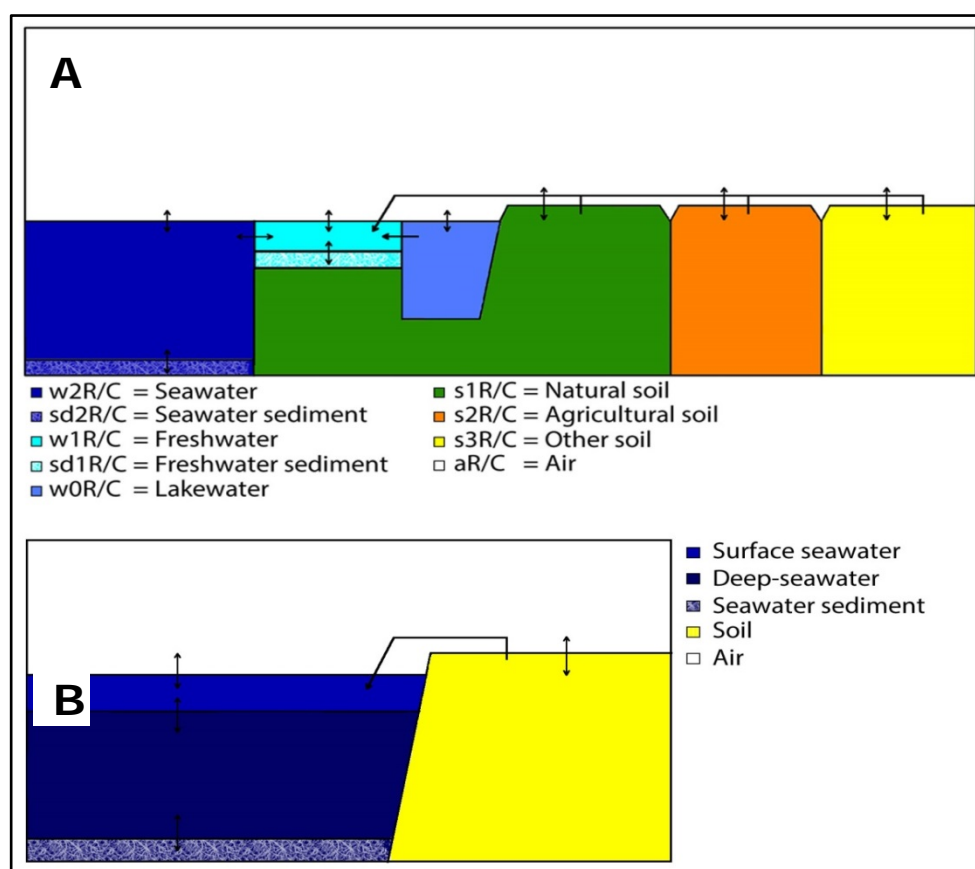 A
w2R/C = Seawater
sd2R/C = Seawater sediment
w1R/C = Freshwater
sd1R/C = Freshwater sediment
w0R/C = Lakewater
s1R/C = Natural soil
s2R/C = Agricultural soil
s3R/C = Other soil
aR/C = Air
B
Surface seawater
Deep-seawater
Seawater sediment
Soil
Air